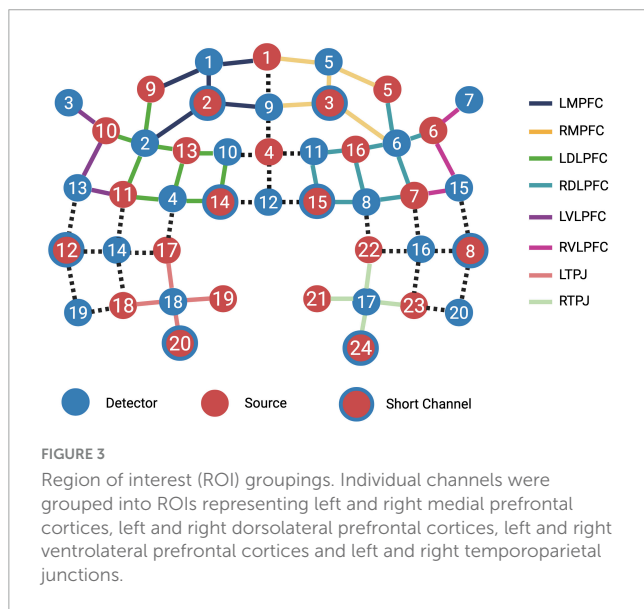 1 1 5
9 5
3 2 9 3 7
10 2 13 10 4 11 16 6 6
13 11 4 14 12 15 8 7 15
12 14 17 22 16 8
19 18 18 19 21 17 23 20
20 24
LMPFC
RMPFC
LDLPFC
RDLPFC
LVLPFC
RVLPFC
LTPJ
RTPJ
Detector Source Short Channel
FIGURE 3
Region of interest (ROI) groupings. Individual channels were
grouped into ROIs representing left and right medial prefrontal
cortices, left and right dorsolateral prefrontal cortices, left and right
ventrolateral prefrontal cortices and left and right temporoparietal
junctions.